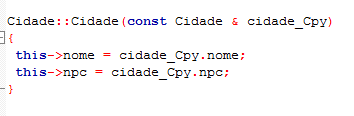 Cidade::Cidade(const Cidade & cidade_Cpy)
{
this->nome = cidade_Cpy.nome;
this->npc = cidade_Cpy.npc;
}